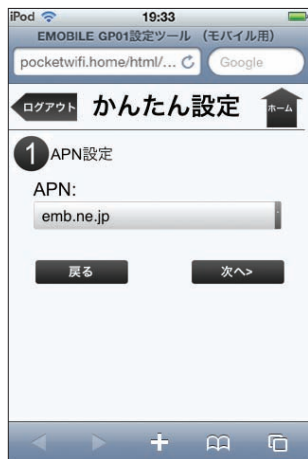 iPod 19:33
EMOBILE GP01設定ツール （モバイル用）
pocketwifi.home/html/... Google
ログアウト かんたん設定 ホーム
1 APN設定
APN:
emb.ne.jp
戻る 次へ>